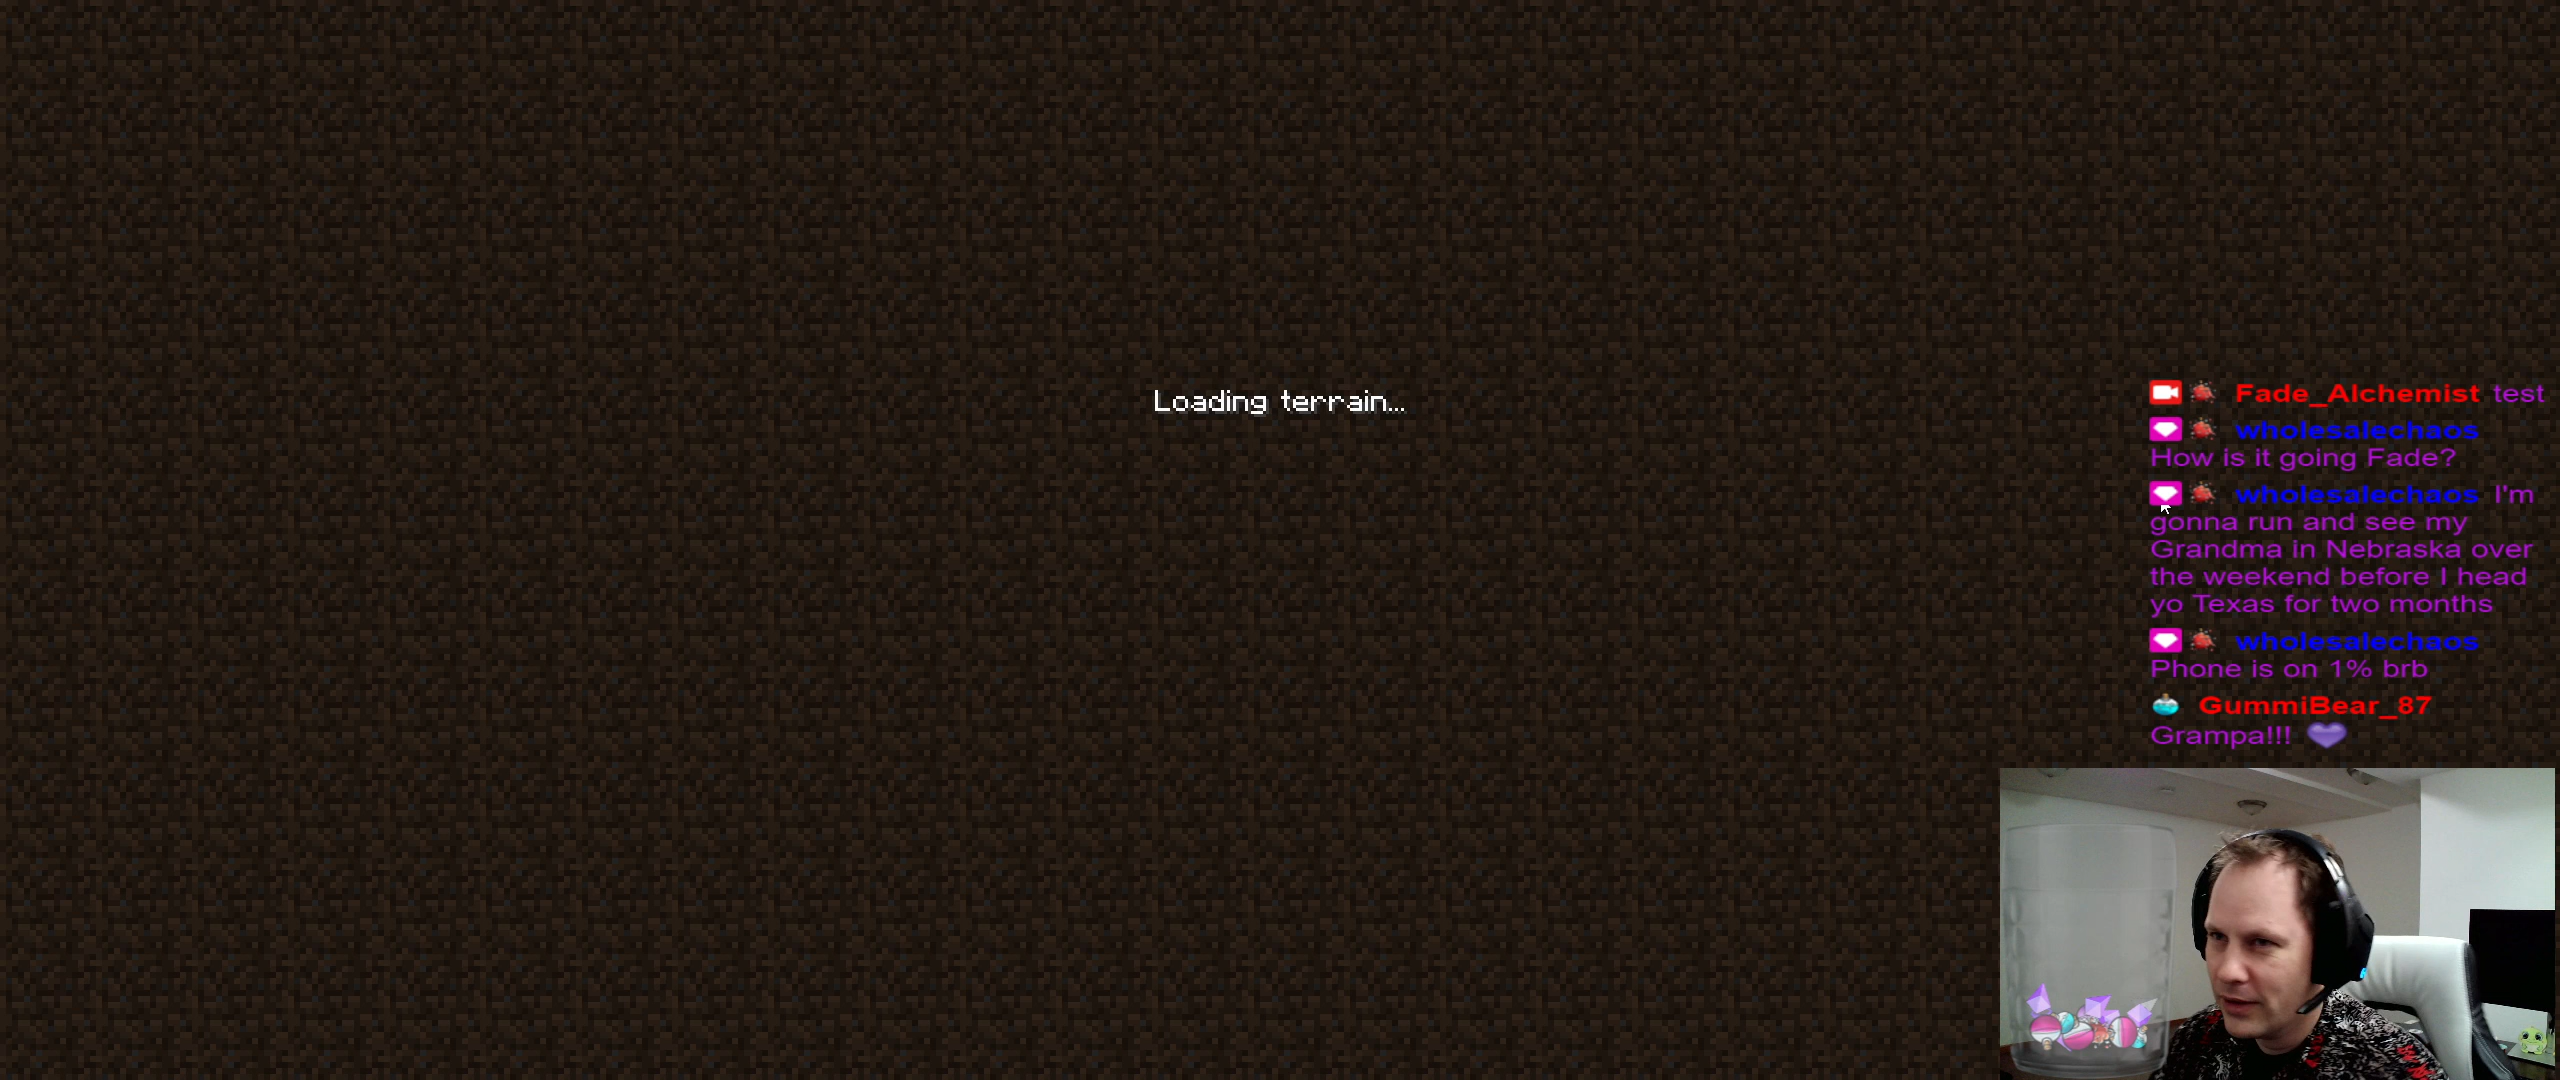 Loading terrain...
Fade_Alchemist test
wholesalechaos
How is it going Fade?
wholesalechaos I'm
gonna run and see my
Grandma in Nebraska over
the weekend before I head
yo Texas for two months
wholesalechaos
Phone is on 1% brb
GummiBear_87
Grampa!!!